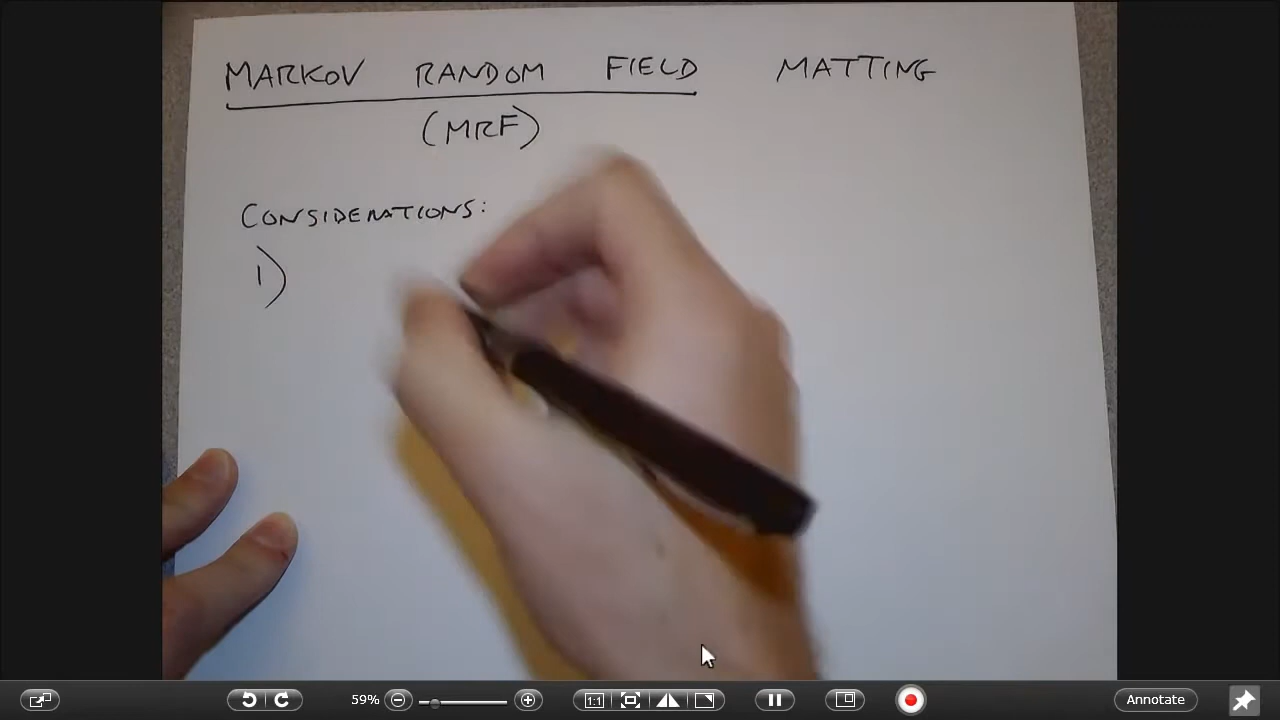 MARKOV RANDOM FIELD MATTING
(MRF)
CONSIDERATIONS:
1)
59%
1:1
Annotate